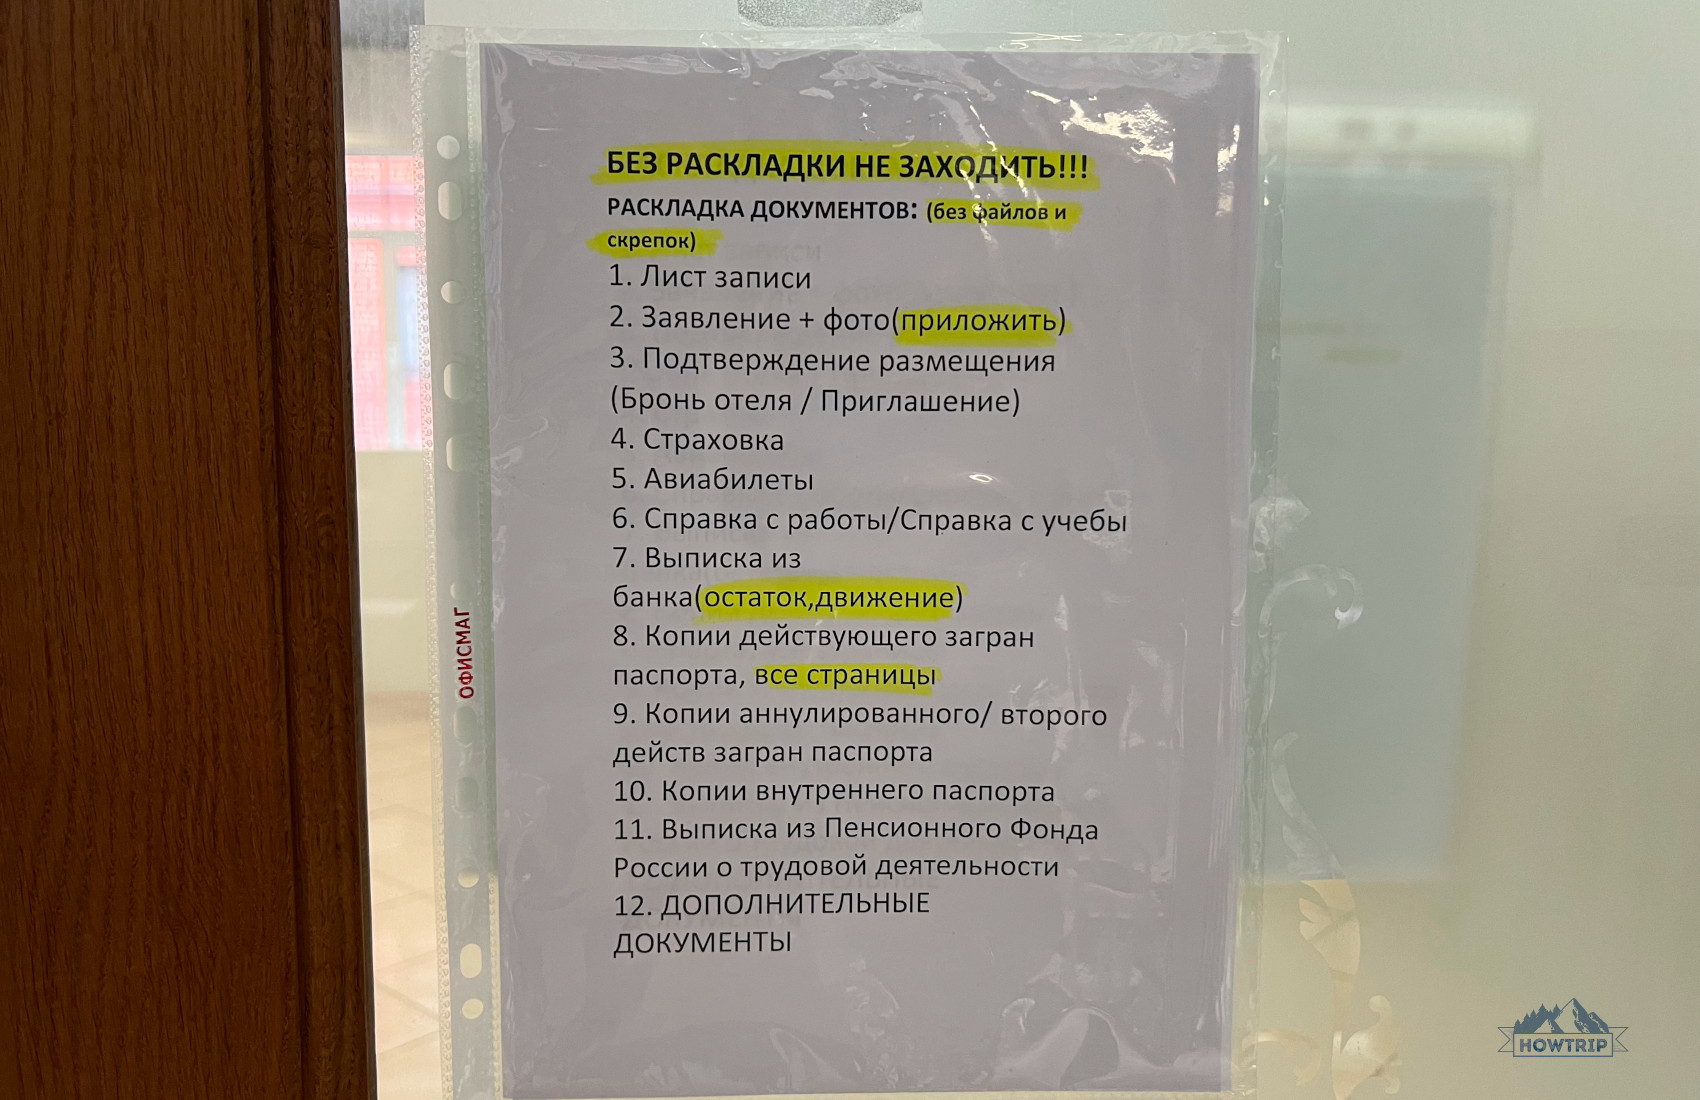 БЕЗ РАСКЛАДКИ НЕ ЗАХОДИТЬ!!!
РАСКЛАДКА ДОКУМЕНТОВ: (без файлов и
скрепок)
1. Лист записи
2. Заявление + фото(приложить)
3. Подтверждение размещения
(Бронь отеля / Приглашение)
4. Страховка
5. Авиабилеты
6. Справка с работы/Справка с учебы
7. Выписка из
банка(остаток,движение)
8. Копии действующего загран
паспорта, все страницы
9. Копии аннулированного/ второго
действ загран паспорта
10. Копии внутреннего паспорта
11. Выписка из Пенсионного Фонда
России о трудовой деятельности
12. ДОПОЛНИТЕЛЬНЫЕ
ДОКУМЕНТЫ
ОФИСМАГ
HOWTRIP